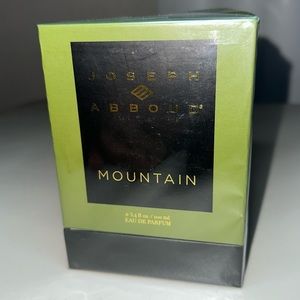 JOSEPH
ABBOUD
MOUNTAIN
3.4 fl oz / 100 ml
EAU DE PARFUM